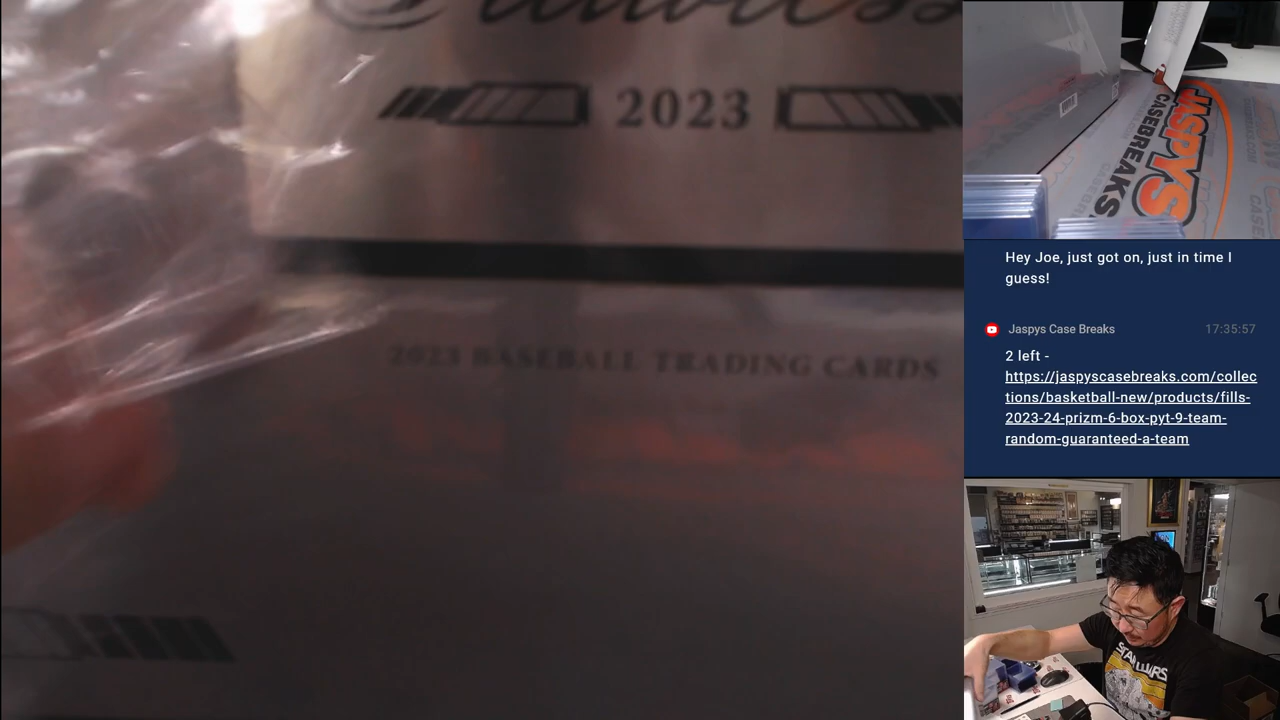 Flawless
2023
2023 BASEBALL TRADING CARDS
JASPYS
CASEBREAKS
Hey Joe, just got on, just in time I
guess!
Jaspys Case Breaks 17:35:57
2 left -
https://jaspyscasebreaks.com/collec
tions/basketball-new/products/fills-
2023-24-prizm-6-box-pyt-9-team-
random-guaranteed-a-team
STAR WARS